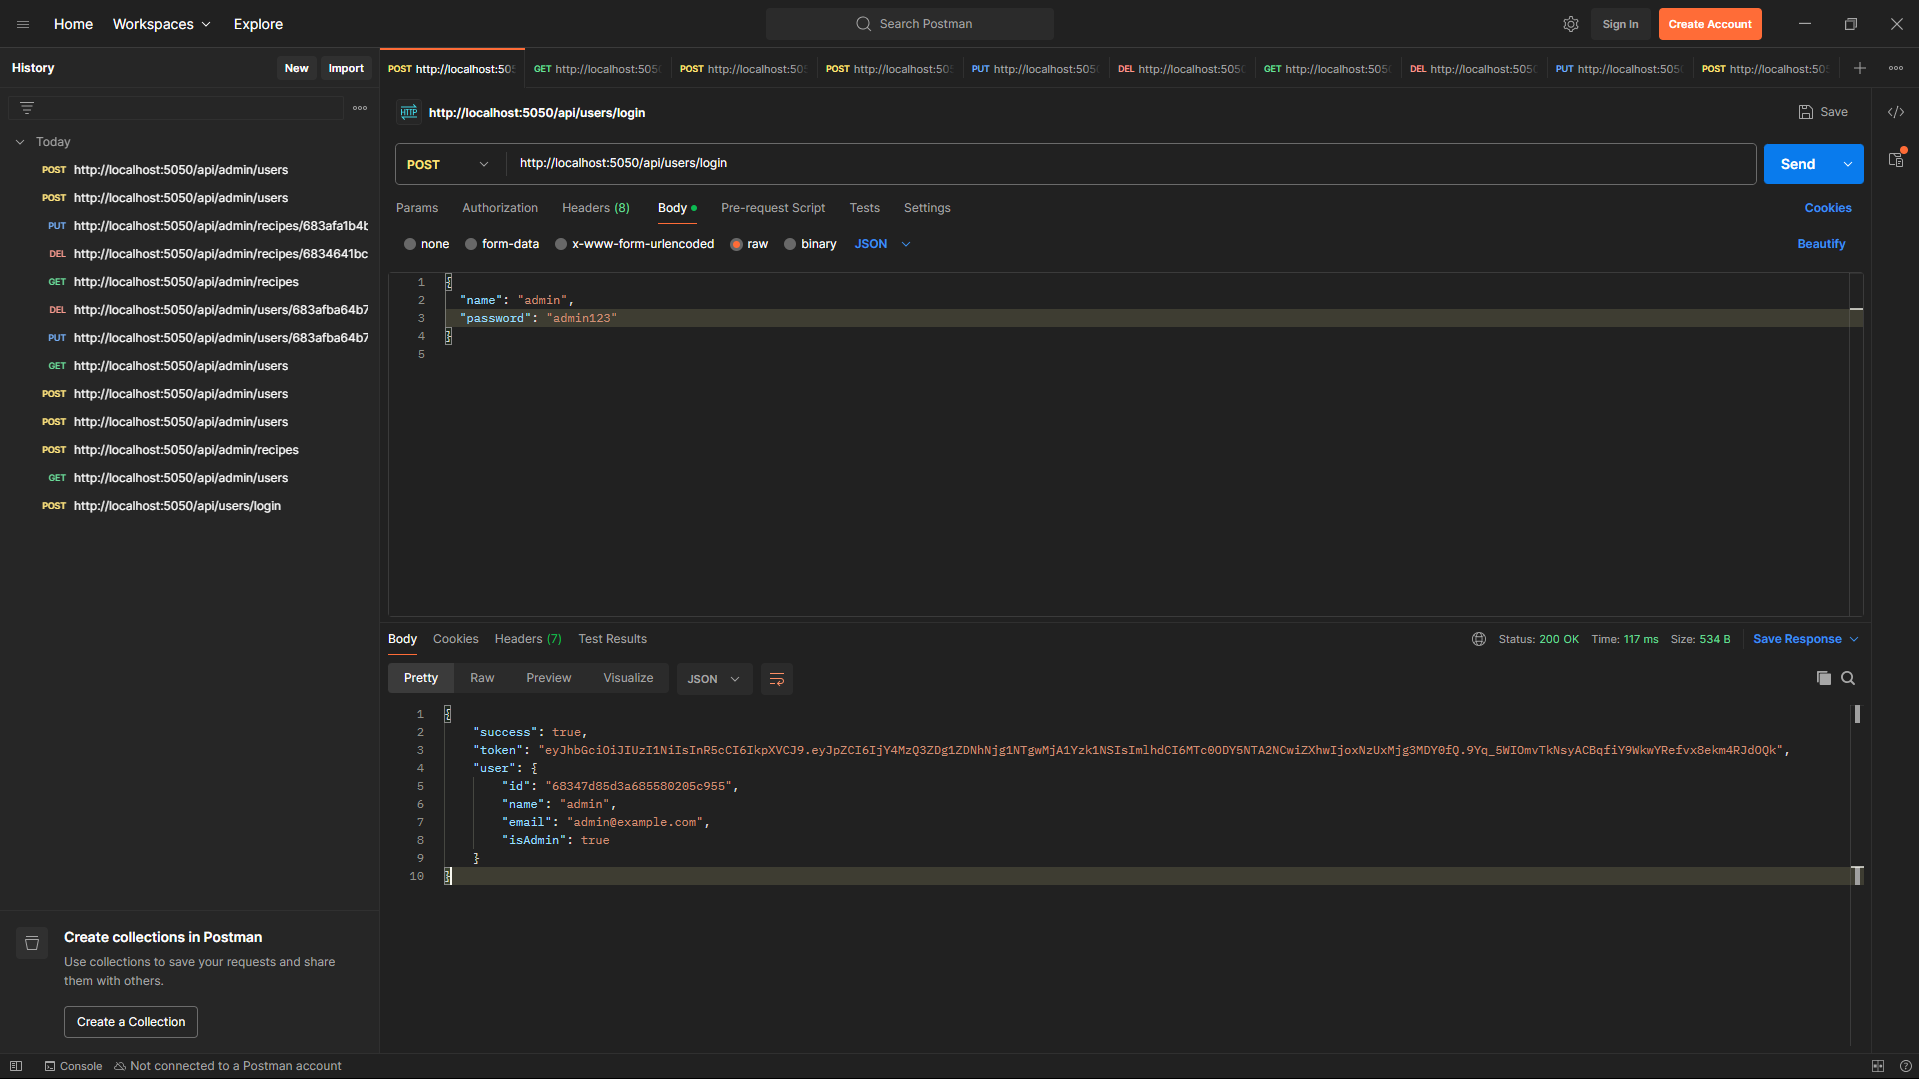 Home Workspaces Explore Search Postman Sign In Create Account
History New Import
POST http://localhost:505 GET http://localhost:505 POST http://localhost:505 POST http://localhost:505 PUT http://localhost:505 DEL http://localhost:505 GET http://localhost:505 DEL http://localhost:505 PUT http://localhost:505 POST http://localhost:505
HTTP http://localhost:5050/api/users/login Save
Today
POST http://localhost:5050/api/admin/users
POST http://localhost:5050/api/admin/users
PUT http://localhost:5050/api/admin/recipes/683afa1b4b
DEL http://localhost:5050/api/admin/recipes/6834641bc
GET http://localhost:5050/api/admin/recipes
DEL http://localhost:5050/api/admin/users/683afba64b7
PUT http://localhost:5050/api/admin/users/683afba64b7
GET http://localhost:5050/api/admin/users
POST http://localhost:5050/api/admin/users
POST http://localhost:5050/api/admin/users
POST http://localhost:5050/api/admin/recipes
GET http://localhost:5050/api/admin/users
POST http://localhost:5050/api/users/login
Create collections in Postman
Use collections to save your requests and share
them with others.
Create a Collection
POST http://localhost:5050/api/users/login Send
Params Authorization Headers (8) Body Pre-request Script Tests Settings Cookies
none form-data x-www-form-urlencoded raw binary JSON Beautify
1 {
2 "name": "admin",
3 "password": "admin123"
4 }
5
Body Cookies Headers (7) Test Results Status: 200 OK Time: 117 ms Size: 534 B Save Response
Pretty Raw Preview Visualize JSON
1 {
2 "success": true,
3 "token": "eyJhbGciOiJIUzI1NiIsInR5cCI6IkpXVCJ9.eyJpZCI6IjY4MzQ3ZDg1ZDNhNjg1NTgwMjA1Yzk1NSIsImlhdCI6MTc0ODY5NTA2NCwiZXhwIjoxNzUxMjg3MDY0fQ.9Yq_5WIOmvTkNsyACBqfiY9WkwYRefvx8ekm4RJdOQk",
4 "user": {
5 "id": "68347d85d3a685580205c955",
6 "name": "admin",
7 "email": "admin@example.com",
8 "isAdmin": true
9 }
10 }
Console Not connected to a Postman account